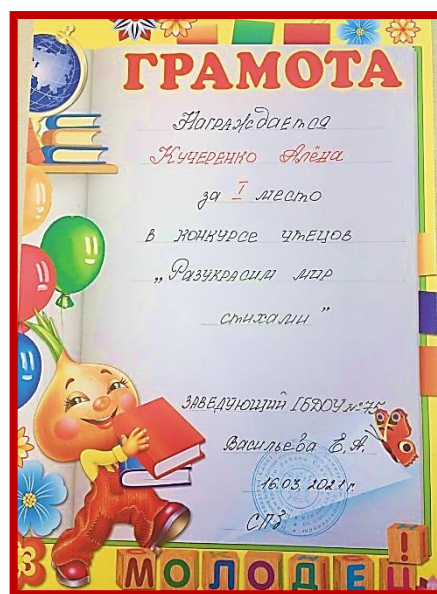 ГРАМОТА
Награждается
Кучеренко Алёна
за I место
в конкурсе чтецов
„Разукрасим мир
стихами”
Заведующий ГБДОУ №75
Васильева Е.А.
16.03.2021г.
СПб
МОЛОДЕЦ!